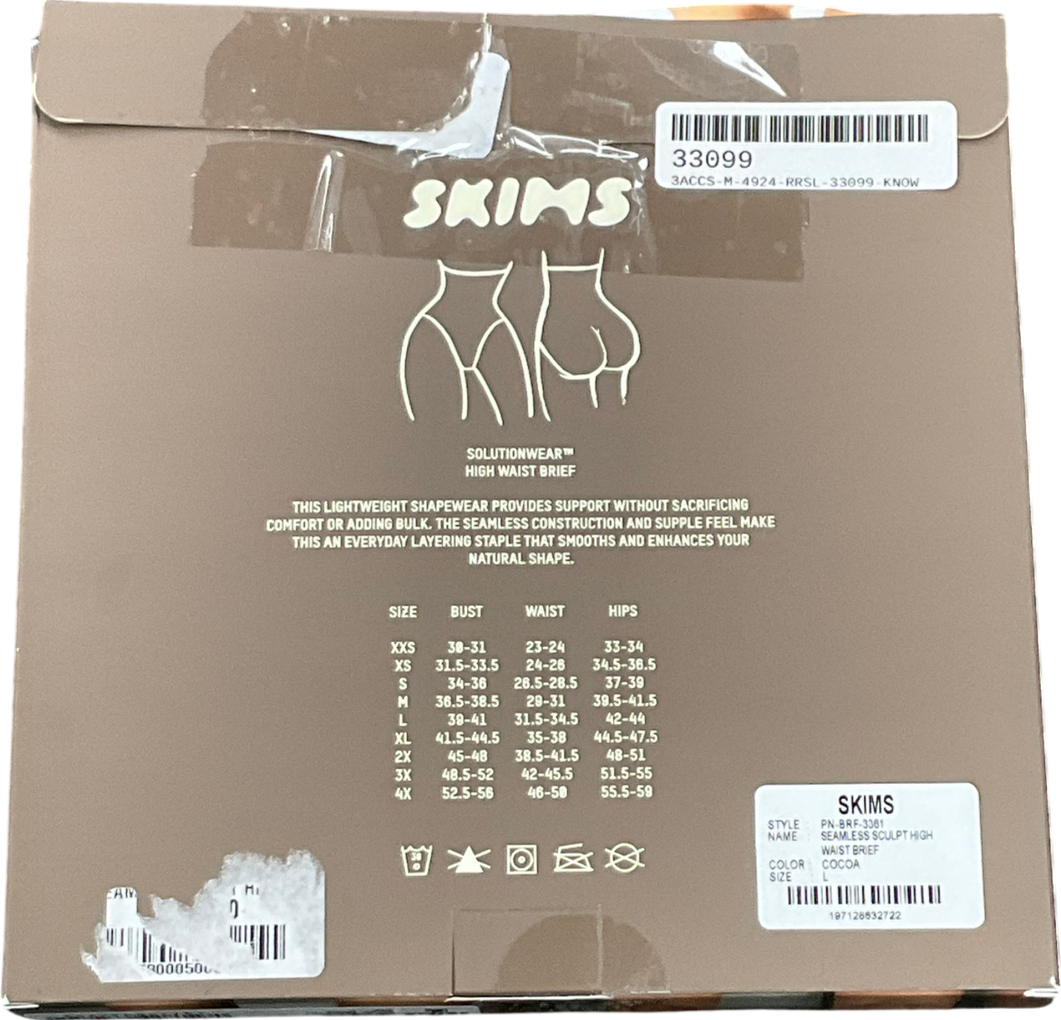 33099
3ACCS-M-4924-RRSL-33099-KNOW
SKIMS
SOLUTIONWEAR™
HIGH WAIST BRIEF
THIS LIGHTWEIGHT SHAPEWEAR PROVIDES SUPPORT WITHOUT SACRIFICING
COMFORT OR ADDING BULK. THE SEAMLESS CONSTRUCTION AND SUPPLE FEEL MAKE
THIS AN EVERYDAY LAYERING STAPLE THAT SMOOTHS AND ENHANCES YOUR
NATURAL SHAPE.
SIZE BUST WAIST HIPS
XXS 30-31 23-24 33-34
XS 31.5-33.5 24-26 34.5-36.5
S 34-36 26.5-28.5 37-39
M 36.5-38.5 29-31 39.5-41.5
L 39-41 31.5-34.5 42-44
XL 41.5-44.5 35-38 44.5-47.5
2X 45-48 38.5-41.5 48-51
3X 48.5-52 42-45.5 51.5-55
4X 52.5-56 46-50 55.5-59
30
SKIMS
STYLE : PN-BRF-3361
NAME : SEAMLESS SCULPT HIGH
WAIST BRIEF
COLOR : COCOA
SIZE : L
197128632722